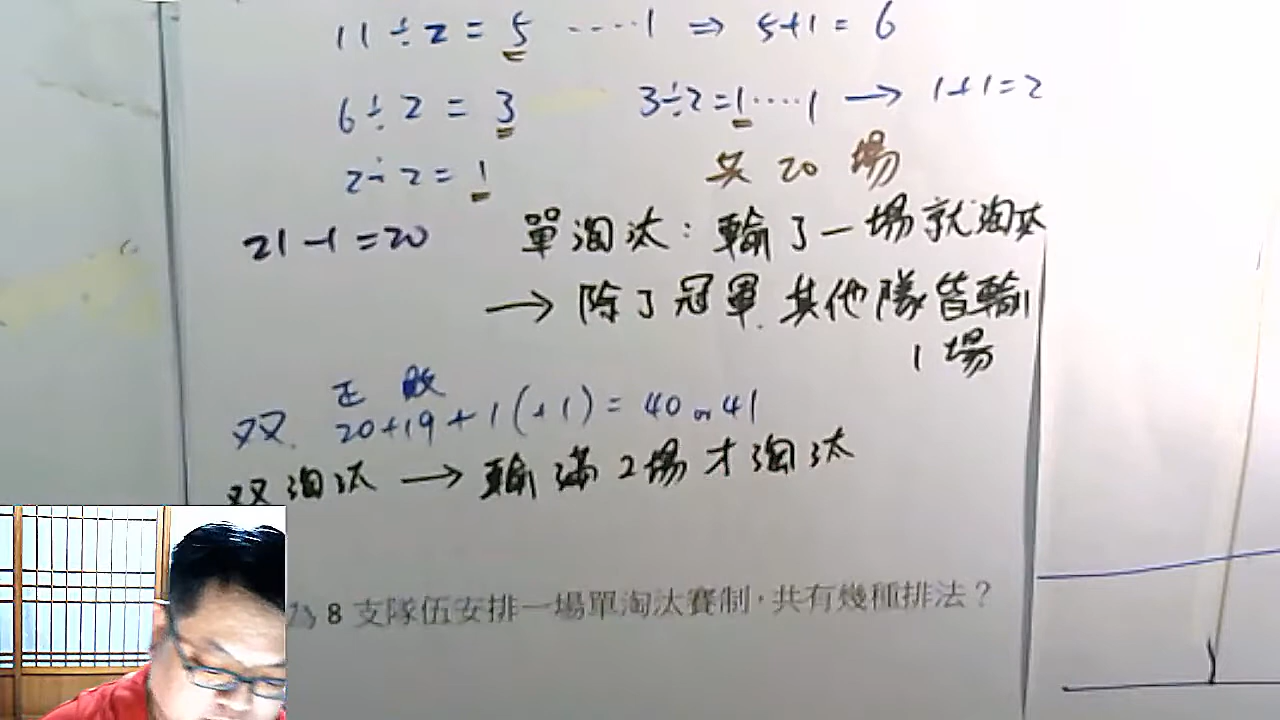 11÷2=5 ····1 ⇒ 5+1=6
6÷2=3 3÷2=1····1 → 1+1=2
2÷2=1 共20場
21-1=20 單淘汰:輸了一場就淘汰
→ 除了冠軍.其他隊皆輸
1場
正 敗
双. 20+19+1(+1)=40 or 41
双淘汰 → 輸滿2場才淘汰
為 8 支隊伍安排一場單淘汰賽制,共有幾種排法?